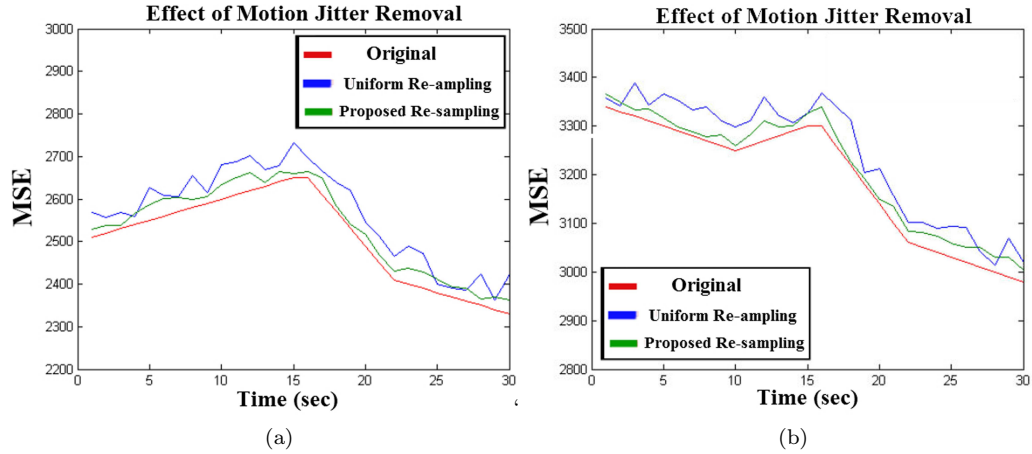 Effect of Motion Jitter Removal
3000
2900
2800
2700
2600
2500
2400
2300
2200
MSE
Original
Uniform Re-ampling
Proposed Re-sampling
0 5 10 15 20 25 30
Time (sec)
(a)
Effect of Motion Jitter Removal
3500
3400
3300
3200
3100
3000
2900
2800
MSE
Original
Uniform Re-ampling
Proposed Re-sampling
0 5 10 15 20 25 30
Time (sec)
(b)